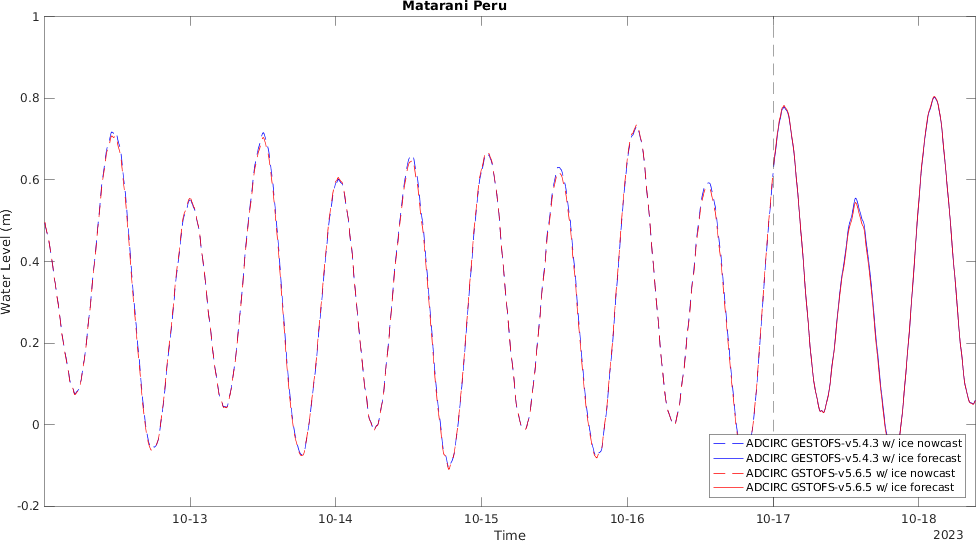 Matarani Peru
1
0.8
0.6
0.4
0.2
0
-0.2
Water Level (m)
10-13 10-14 10-15 10-16 10-17 10-18
Time
2023
ADCIRC GESTOFS-v5.4.3 w/ ice nowcast
ADCIRC GESTOFS-v5.4.3 w/ ice forecast
ADCIRC GSTOFS-v5.6.5 w/ ice nowcast
ADCIRC GSTOFS-v5.6.5 w/ ice forecast